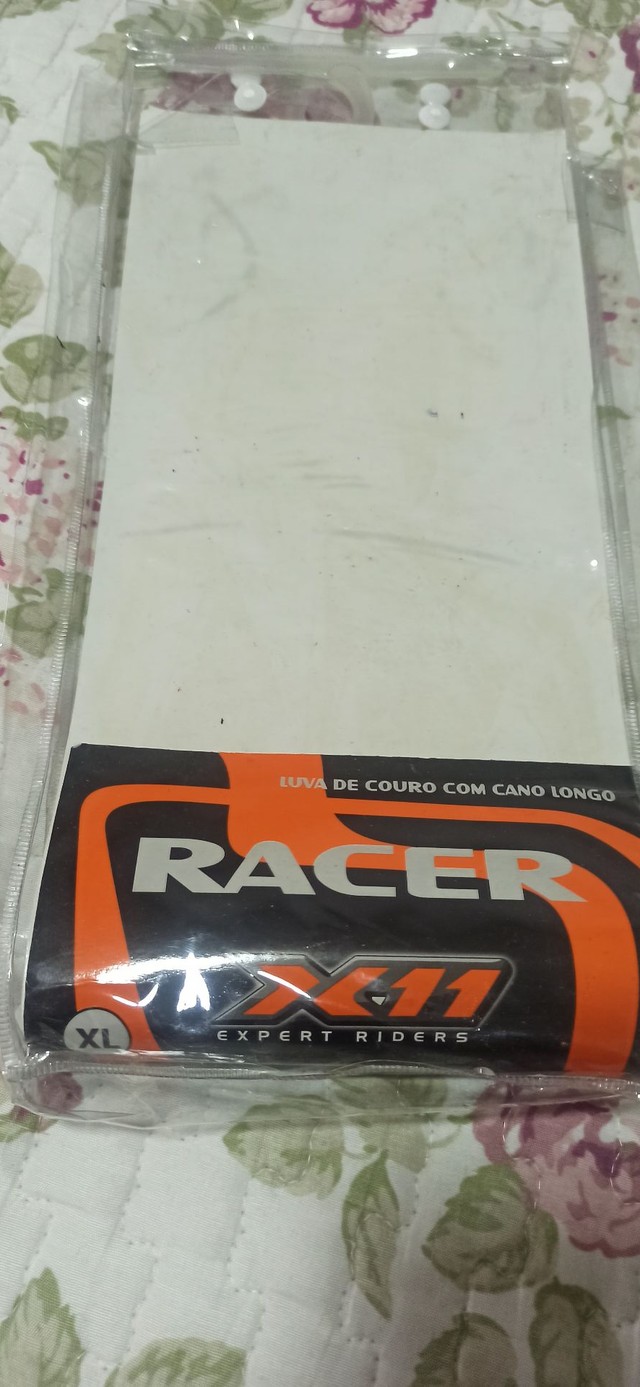 LUVA DE COURO COM CANO LONGO
RACER
X11
EXPERT RIDERS
XL